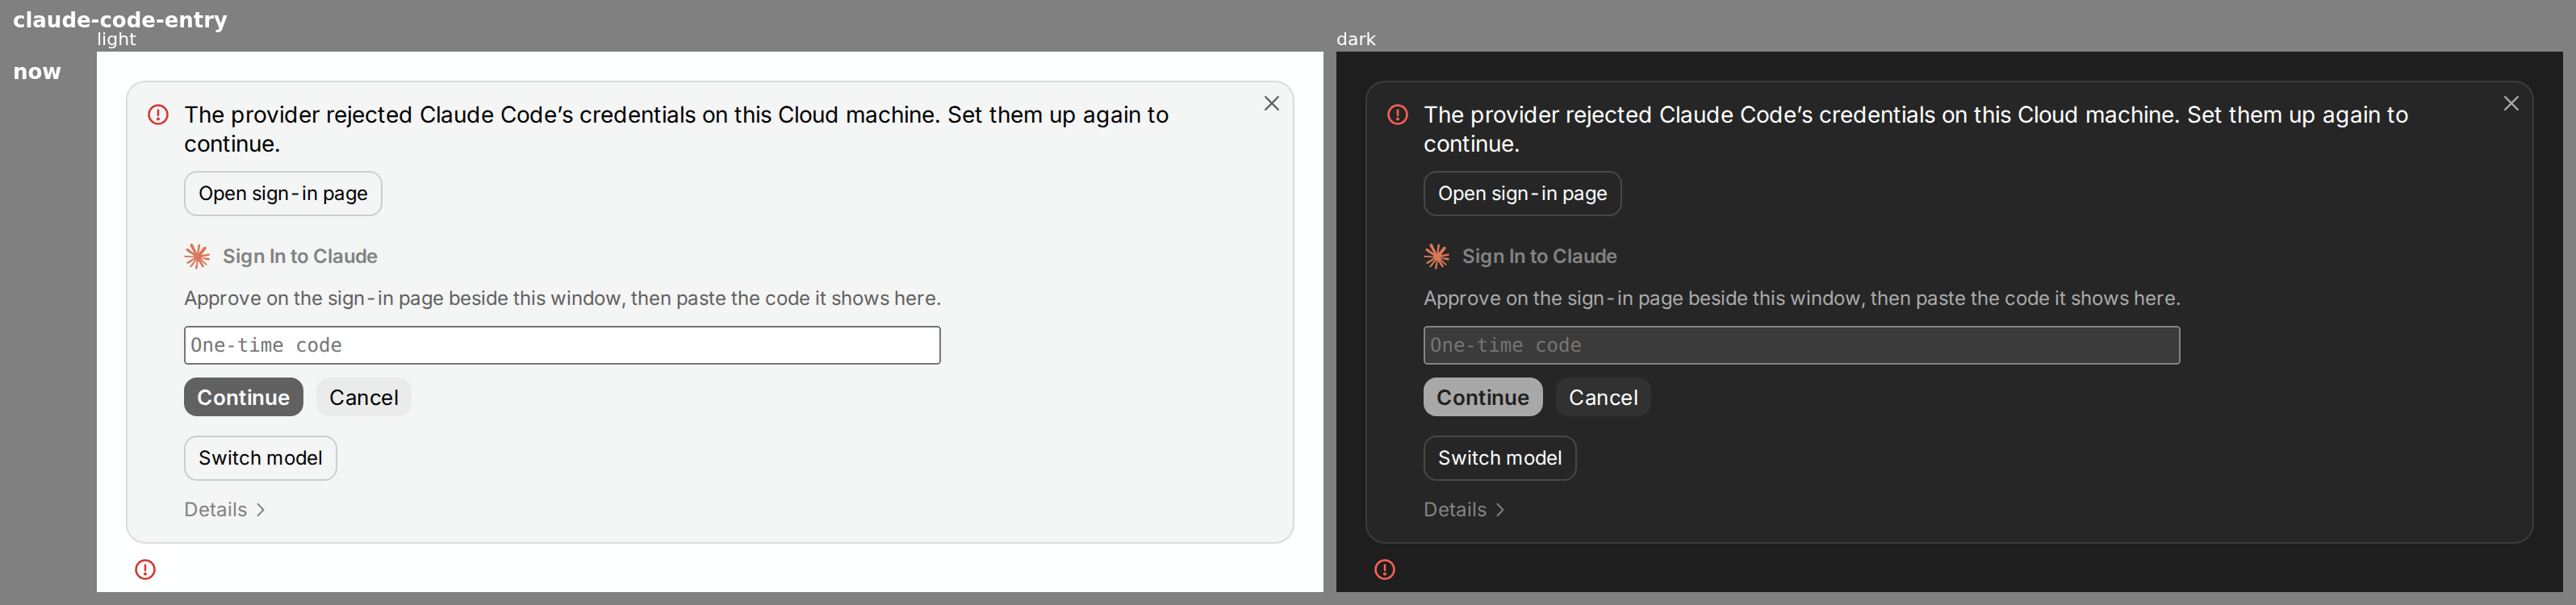 claude-code-entry
light
dark
now
The provider rejected Claude Code’s credentials on this Cloud machine. Set them up again to
continue.
Open sign-in page
Sign In to Claude
Approve on the sign-in page beside this window, then paste the code it shows here.
One-time code
Continue
Cancel
Switch model
Details
The provider rejected Claude Code’s credentials on this Cloud machine. Set them up again to
continue.
Open sign-in page
Sign In to Claude
Approve on the sign-in page beside this window, then paste the code it shows here.
One-time code
Continue
Cancel
Switch model
Details